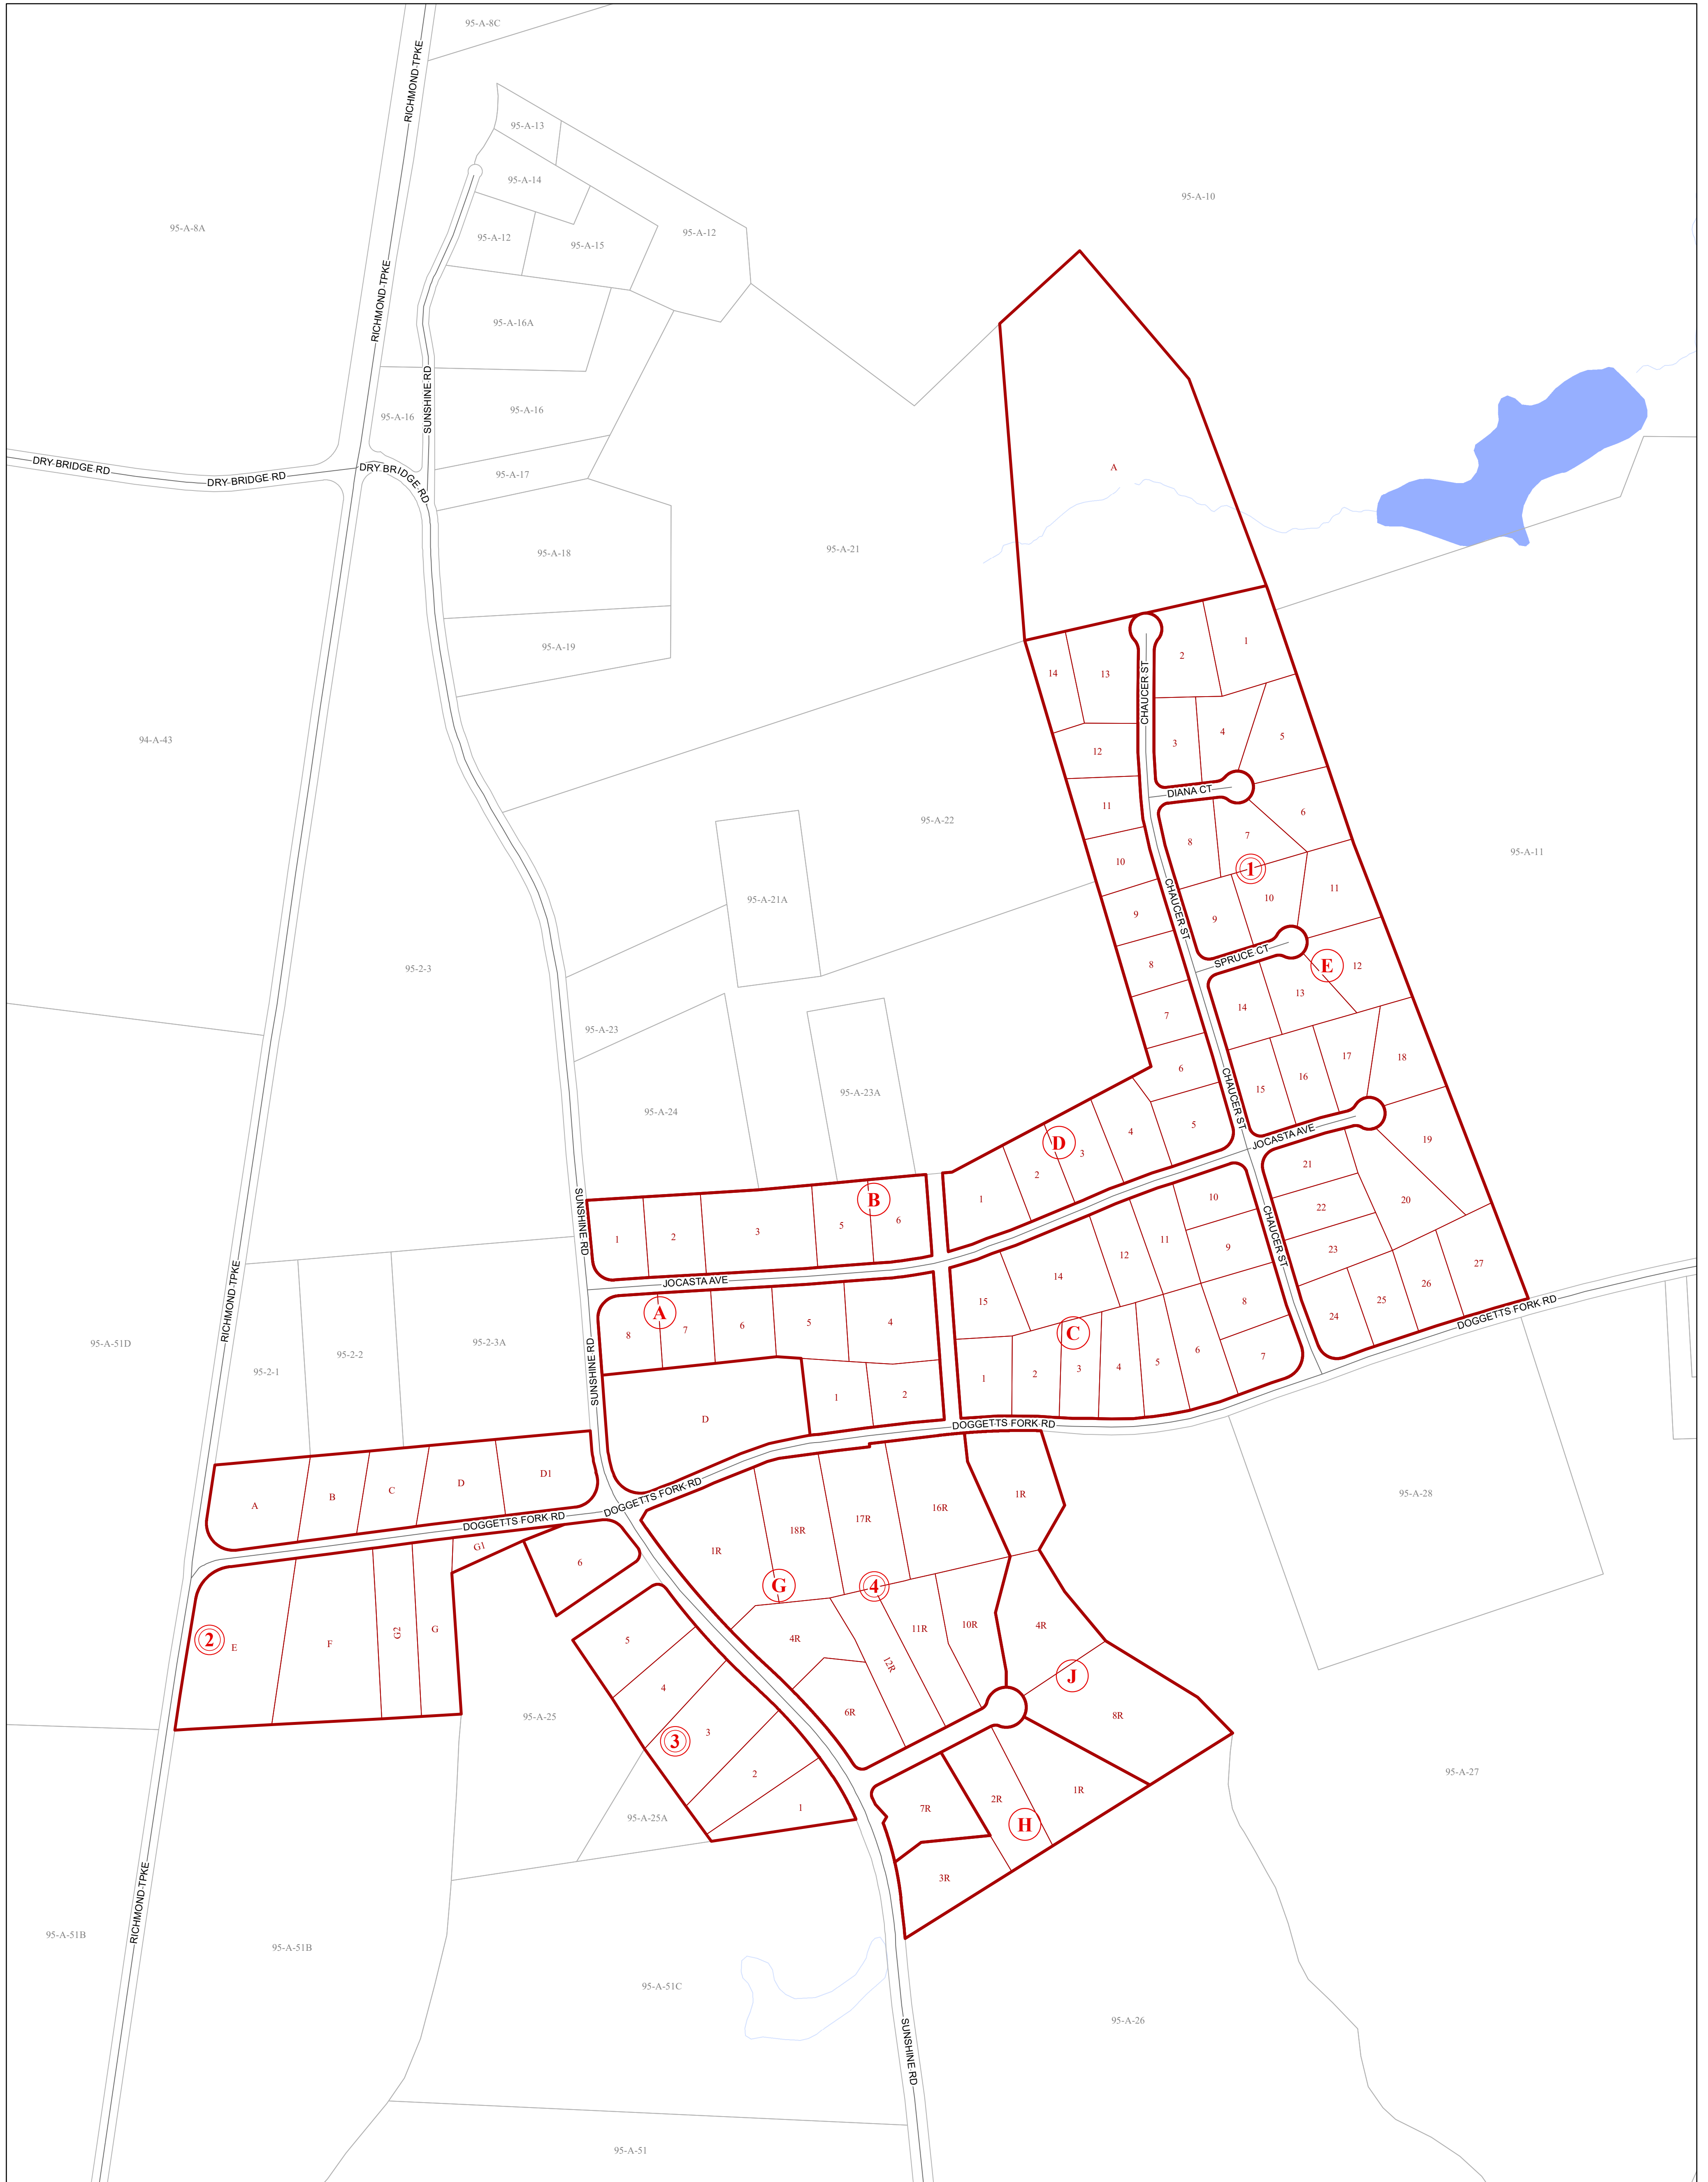 95-A-8C
RICHMOND TPKE
95-A-13
95-A-14
95-A-10
95-A-8A
95-A-12
95-A-15
95-A-12
RICHMOND TPKE
95-A-16A
SUNSHINE RD
95-A-16
95-A-16
DRY BRIDGE RD
DRY BRIDGE RD
DRY BRIDGE RD
A
95-A-17
95-A-18
95-A-21
95-A-19
1
2
14
13
CHAUCER ST
94-A-43
3
4
5
12
DIANA CT
11
6
95-A-22
8
7
95-A-11
10
1
11
95-A-21A
CHAUCER ST
10
9
9
SPRUCE CT
E
12
95-2-3
8
13
14
7
95-A-23
17
18
6
CHAUCER ST
16
15
95-A-23A
95-A-24
5
4
D
3
JOCASTA AVE
19
21
2
1
B
SUNSHINE RD
10
20
22
CHAUCER ST
1
2
3
5
6
11
9
23
12
27
JOCASTA AVE
14
26
15
8
25
24
DOGGETTS FORK RD
RICHMOND TPKE
A
8
7
6
5
4
C
95-A-51D
95-2-1
95-2-2
95-2-3A
SUNSHINE RD
1
2
3
4
5
6
7
D
1
2
DOGGETTS FORK RD
A
B
C
D
D1
95-A-28
1R
DOGGETTS FORK RD
DOGGETTS FORK RD
16R
17R
18R
1R
G1
6
G
4
2
E
F
G2
G
11R
10R
4R
4R
12R
5
4
J
6R
8R
95-A-25
3
3
2
1
95-A-27
1R
2R
7R
H
95-A-25A
3R
RICHMOND TPKE
95-A-51B
95-A-51B
95-A-51C
95-A-26
SUNSHINE RD
95-A-51